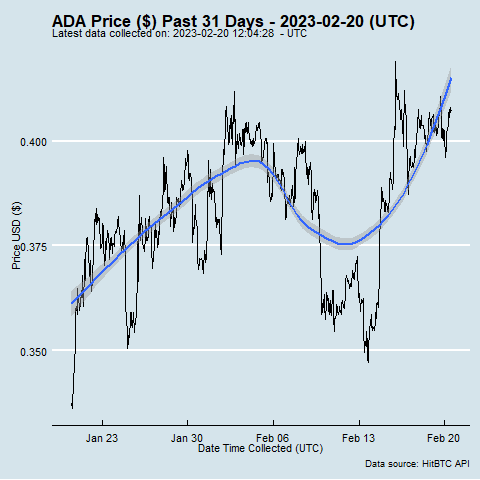 ADA Price ($) Past 31 Days - 2023-02-20 (UTC)
Latest data collected on: 2023-02-20 12:04:28 - UTC
Price USD ($)
0.400
0.375
0.350
Jan 23 Jan 30 Feb 06 Feb 13 Feb 20
Date Time Collected (UTC)
Data source: HitBTC API